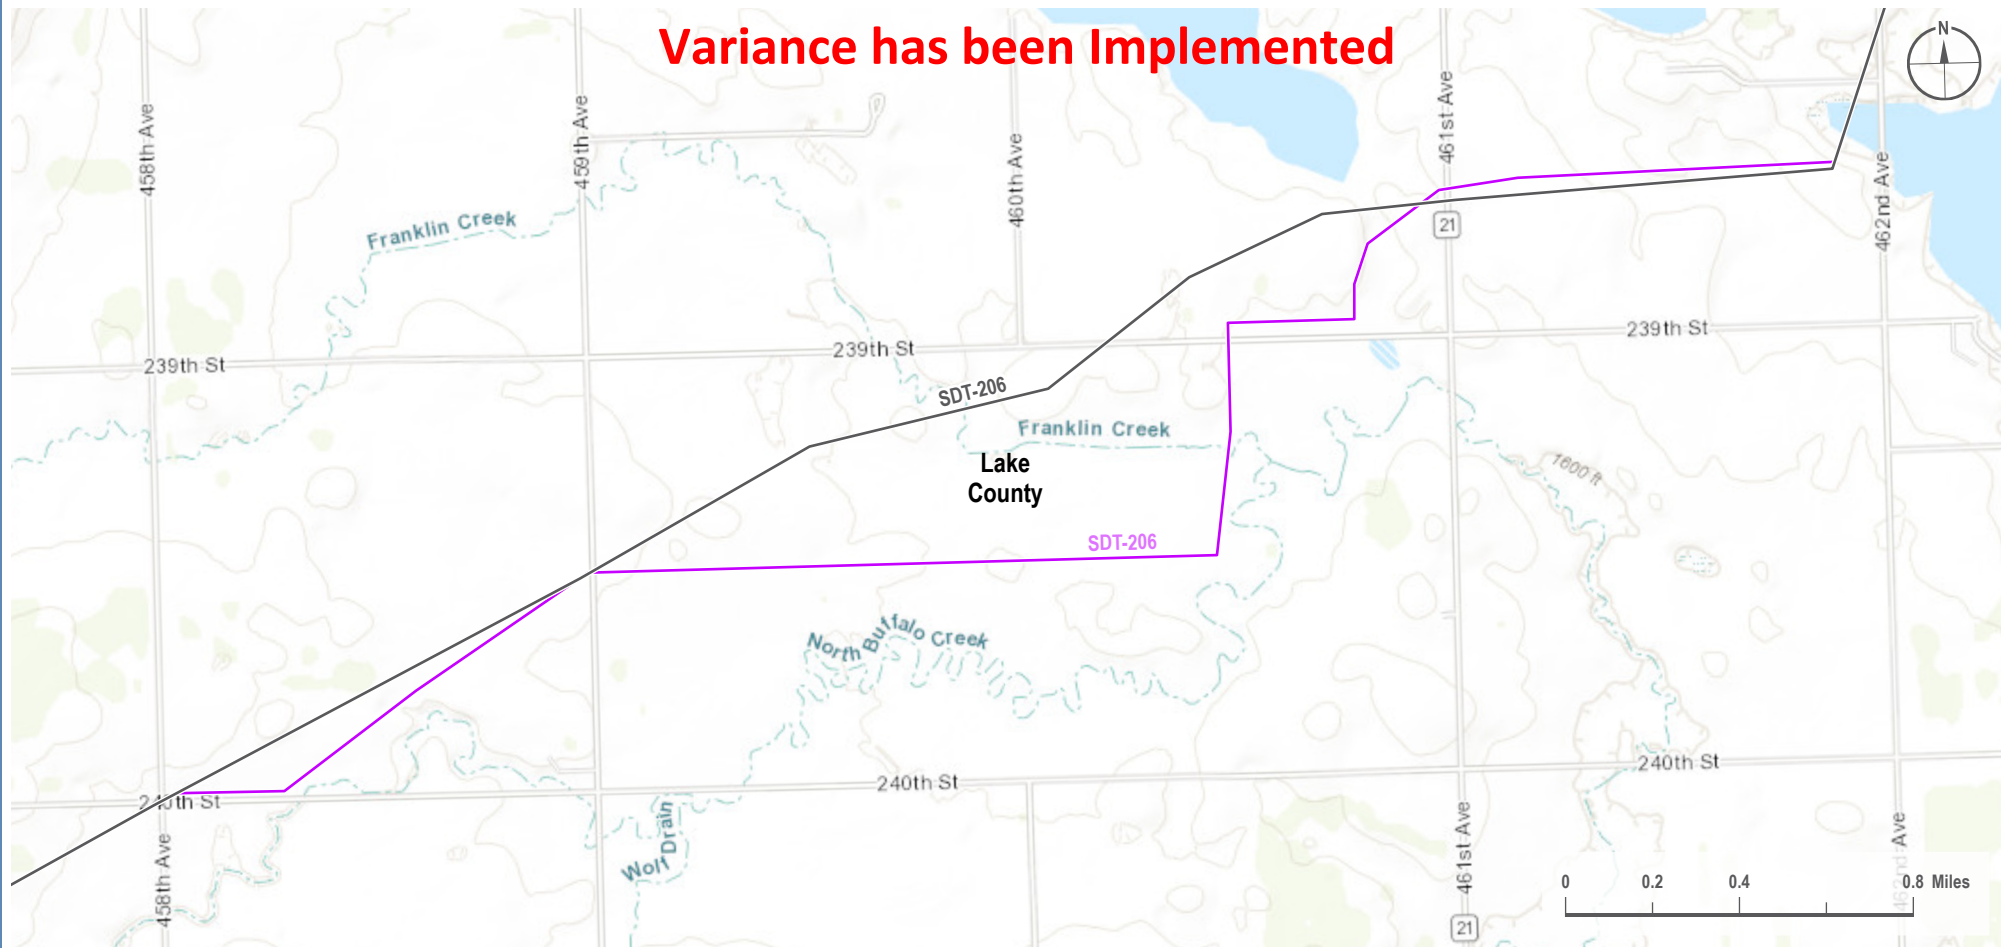 Variance has been Implemented
N
458th Ave
459th Ave
460th Ave
461st Ave
462nd Ave
Franklin Creek
21
239th St
239th St
239th St
SDT-206
Franklin Creek
Lake
County
1600 ft
SDT-206
North Buffalo Creek
240th St
240th St
240th St
Wolf Drain
458th Ave
461st Ave
462nd Ave
0 0.2 0.4 0.8 Miles
21